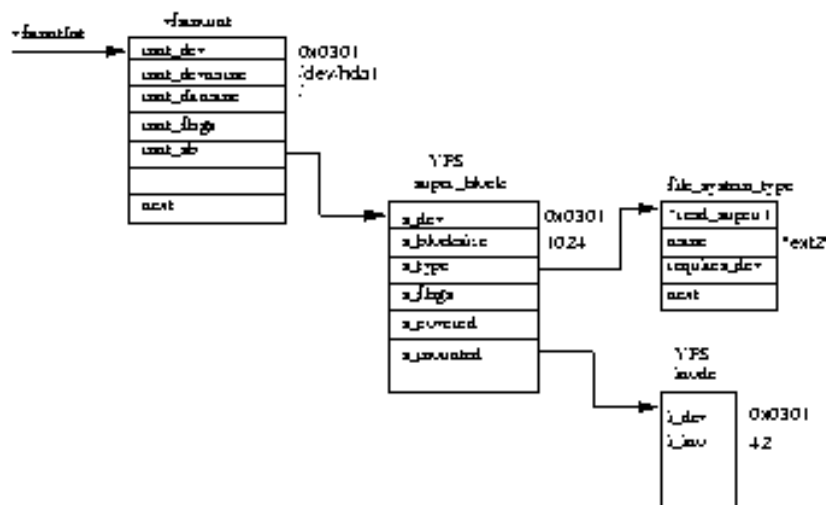 vfsmntlist
vfsmount
mnt_dev
0x0301
mnt_devname
/dev/hda1
mnt_dirname
/
mnt_flags
mnt_sb
next
VFS
super_block
s_dev
0x0301
s_blocksize
1024
s_type
s_flags
s_covered
s_mounted
file_system_type
*read_super()
name
"ext2"
requires_dev
next
VFS
inode
i_dev
0x0301
i_ino
42